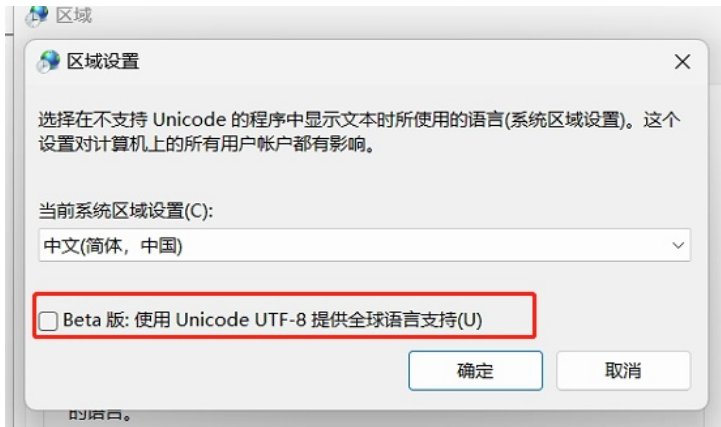 区域
区域设置
选择在不支持 Unicode 的程序中显示文本时所使用的语言(系统区域设置)。这个
设置对计算机上的所有用户帐户都有影响。
当前系统区域设置(C):
中文(简体，中国)
Beta 版: 使用 Unicode UTF-8 提供全球语言支持(U)
确定
取消
的语言。